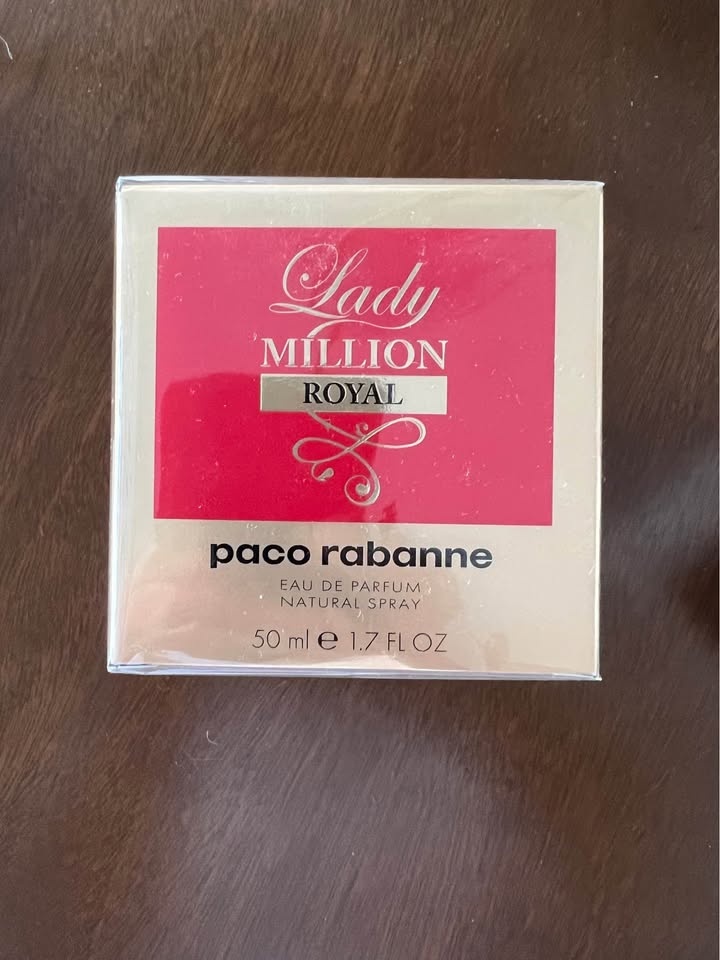 Lady
MILLION
ROYAL
paco rabanne
EAU DE PARFUM
NATURAL SPRAY
50 ml ℮ 1.7 FL OZ